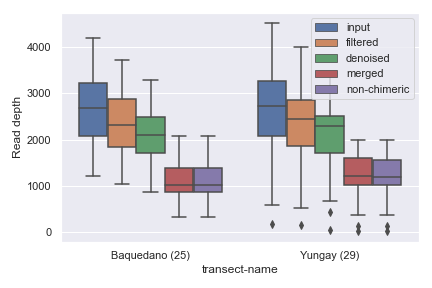 input
filtered
denoised
merged
non-chimeric
4000
3000
2000
1000
0
Read depth
Baquedano (25) Yungay (29)
transect-name